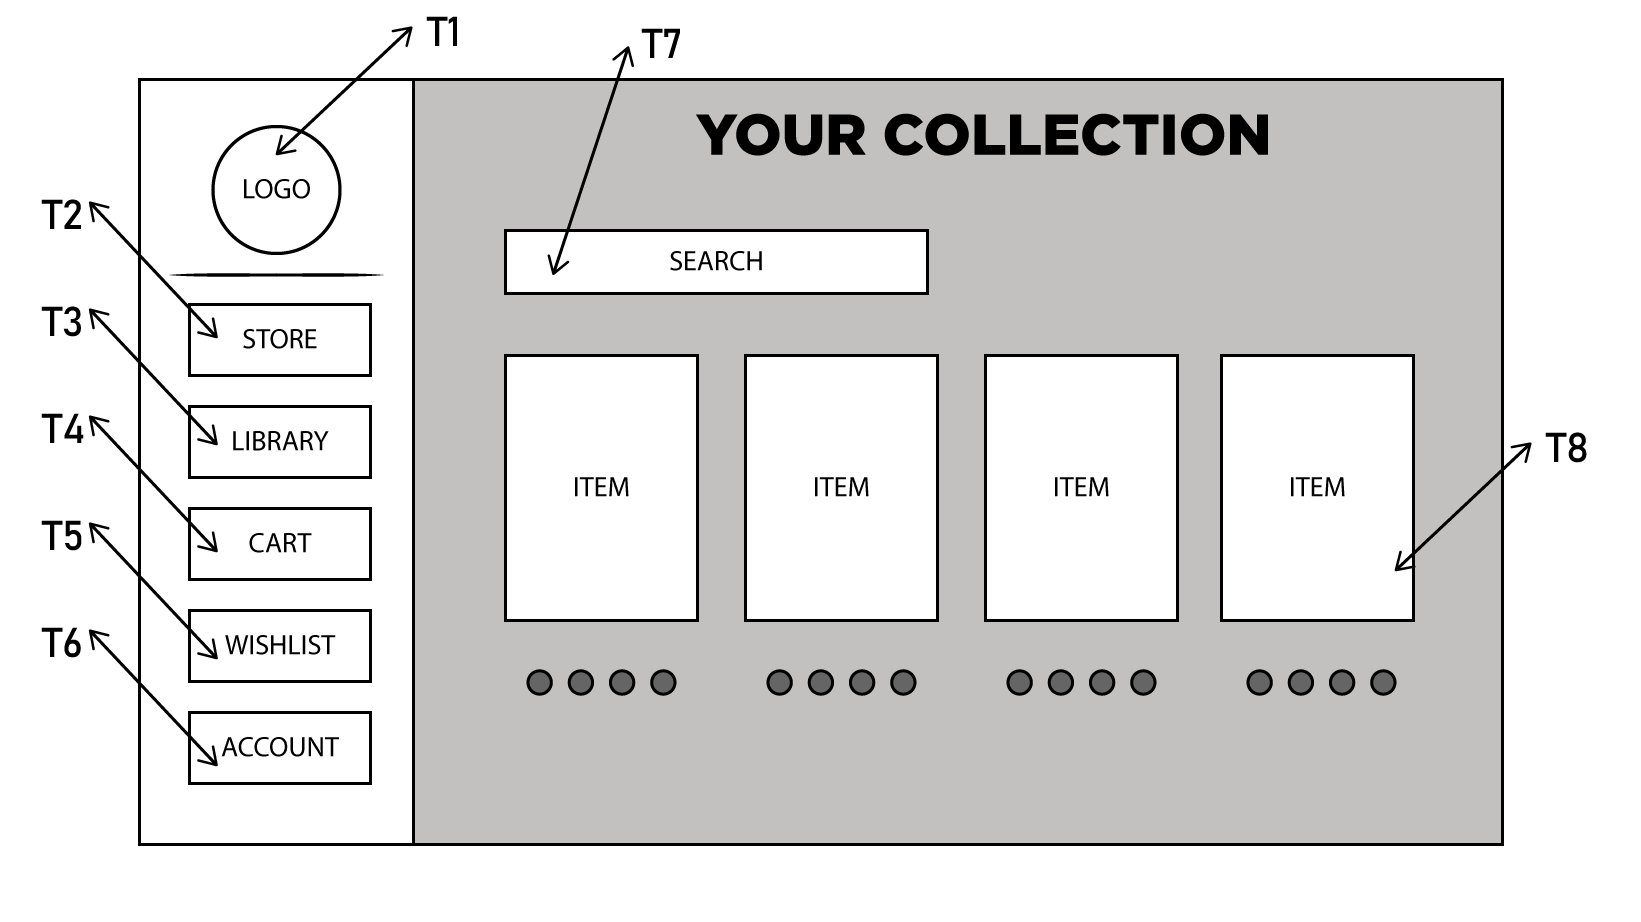 T1
T7
YOUR COLLECTION
LOGO
T2
SEARCH
T3
STORE
T4
LIBRARY
ITEM
ITEM
ITEM
ITEM
T8
T5
CART
T6
WISHLIST
ACCOUNT